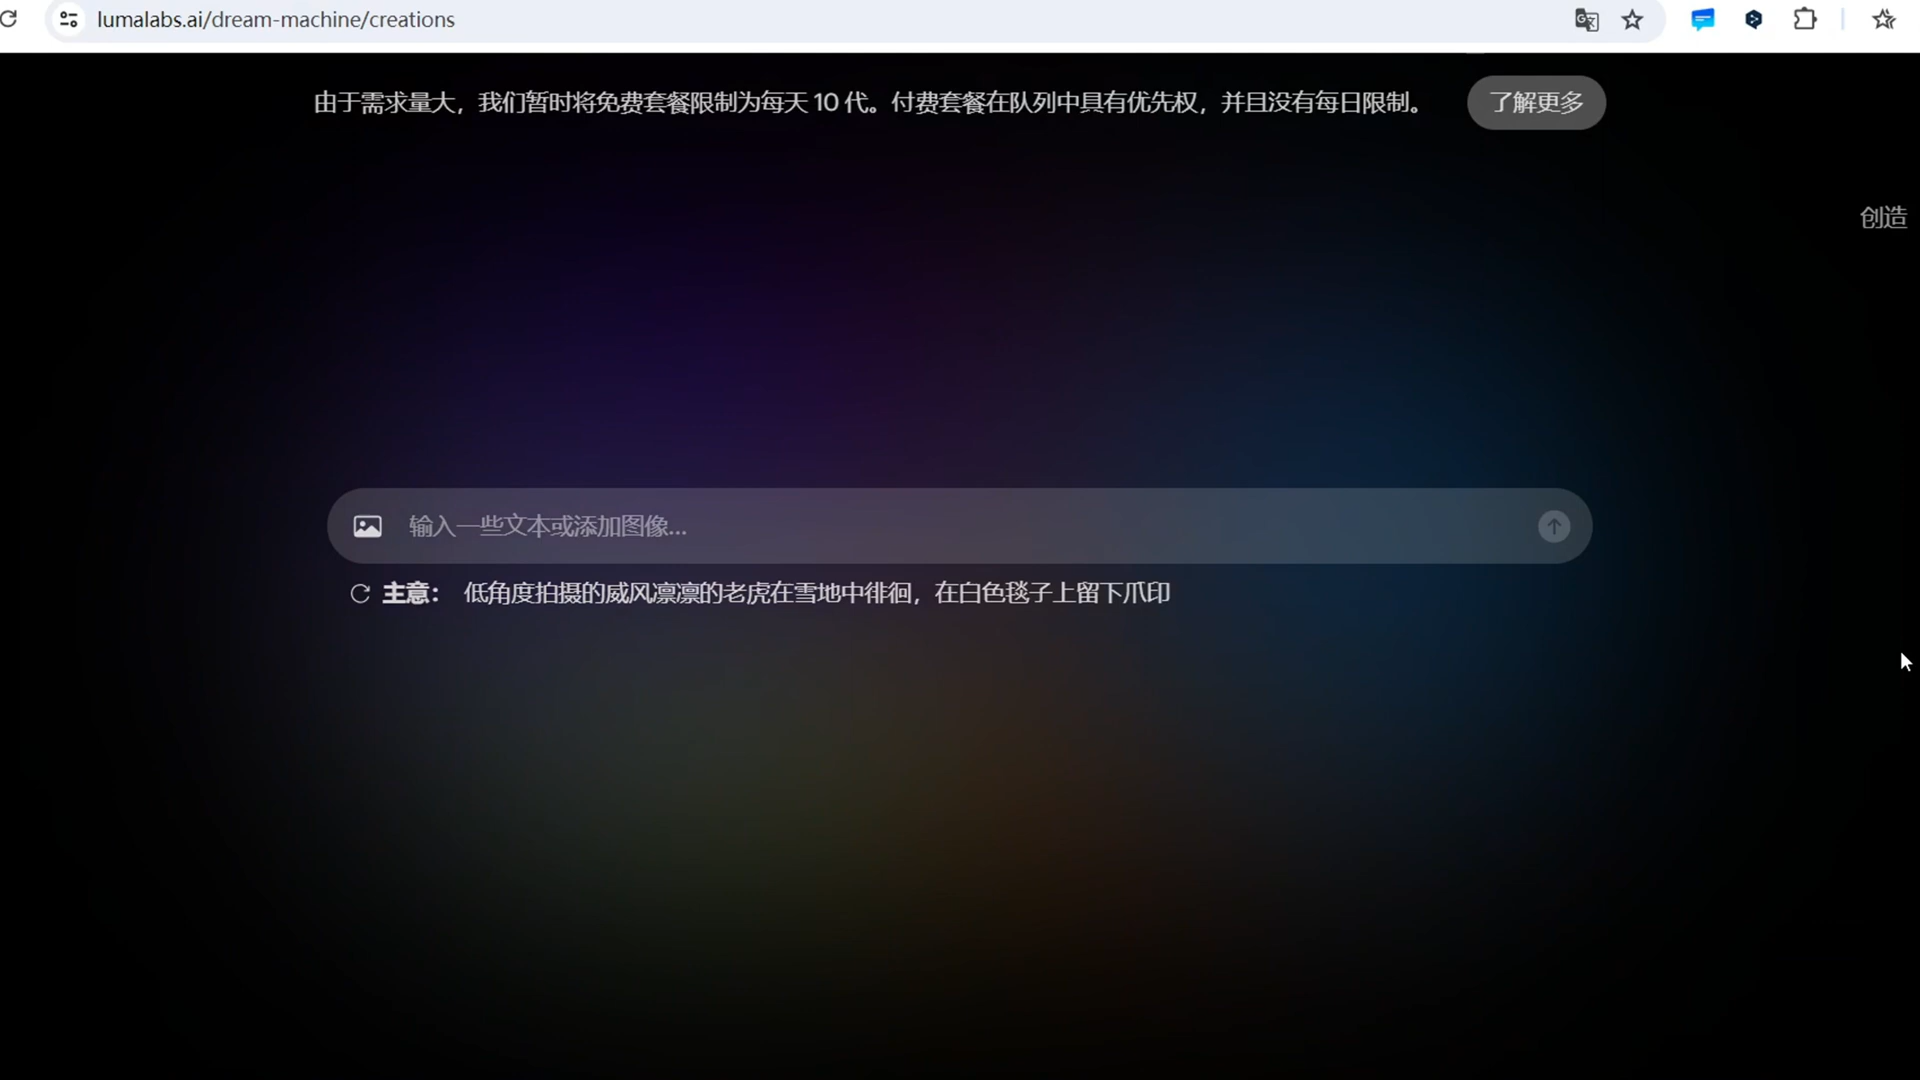 lumalabs.ai/dream-machine/creations
由于需求量大，我们暂时将免费套餐限制为每天 10 代。付费套餐在队列中具有优先权，并且没有每日限制。
了解更多
创造
输入一些文本或添加图像...
主意： 低角度拍摄的威风凛凛的老虎在雪地中徘徊，在白色毯子上留下爪印